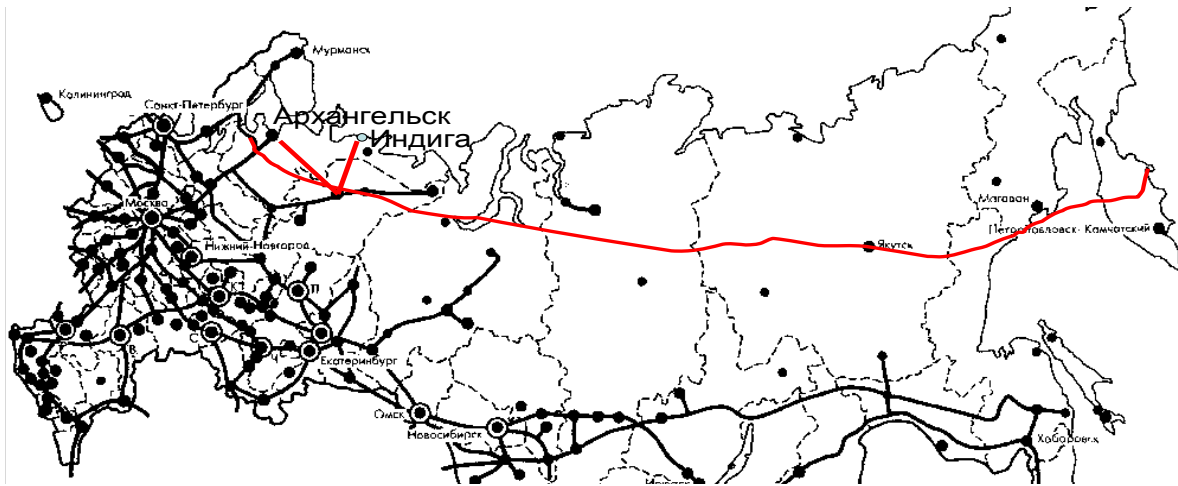 Мурманск
Калининград
Санкт-Петербург
Архангельск
Индига
Москва
Магадан
Петропавловск-Камчатский
Якутск
Нижний-Новгород
К
П
С
У
В
Екатеринбург
Омск
Новосибирск
Хабаровск